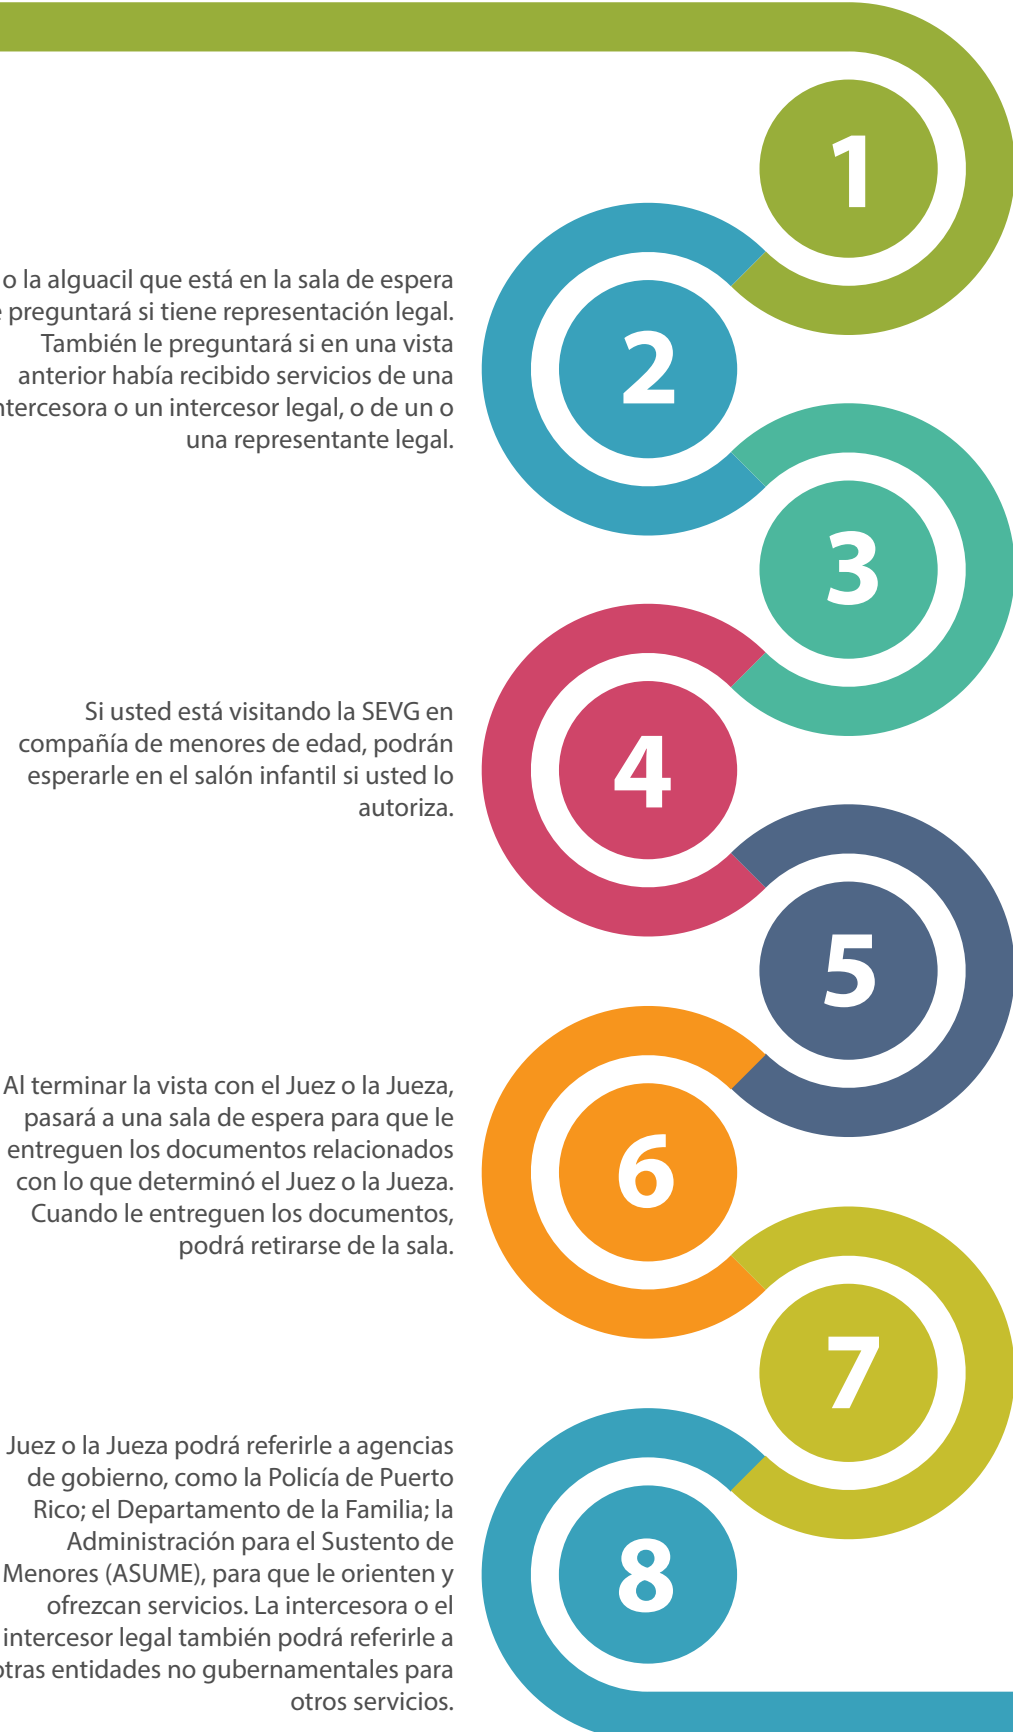 1
o la alguacil que está en la sala de espera
preguntará si tiene representación legal.
También le preguntará si en una vista
anterior había recibido servicios de una
ntercesora o un intercesor legal, o de un o
una representante legal.
2
3
Si usted está visitando la SEVG en
compañía de menores de edad, podrán
esperarle en el salón infantil si usted lo
autoriza.
4
5
Al terminar la vista con el Juez o la Jueza,
pasará a una sala de espera para que le
entreguen los documentos relacionados
con lo que determinó el Juez o la Jueza.
Cuando le entreguen los documentos,
podrá retirarse de la sala.
6
7
Juez o la Jueza podrá referirle a agencias
de gobierno, como la Policía de Puerto
Rico; el Departamento de la Familia; la
Administración para el Sustento de
Menores (ASUME), para que le orienten y
ofrezcan servicios. La intercesora o el
intercesor legal también podrá referirle a
otras entidades no gubernamentales para
otros servicios.
8